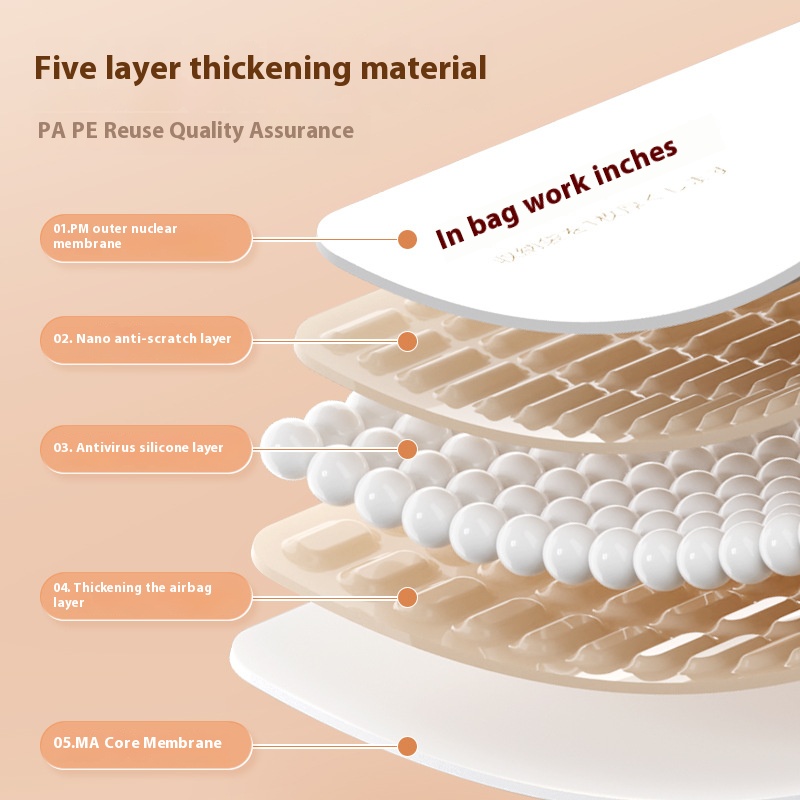 Five layer thickening material
PA PE Reuse Quality Assurance
In bag work inches
01.PM outer nuclear
membrane
02. Nano anti-scratch layer
03. Antivirus silicone layer
04. Thickening the airbag
layer
05.MA Core Membrane